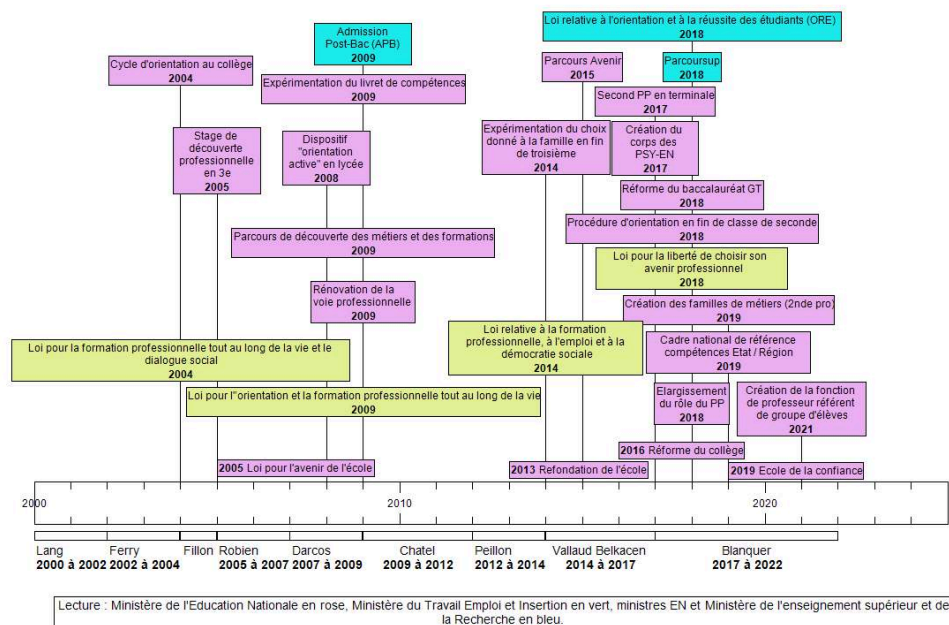 Admission
Post-Bac (APB)
2009
Loi relative à l'orientation et à la réussite des étudiants (ORE)
2018
Cycle d'orientation au collège
2004
Parcours Avenir
2015
Parcoursup
2018
Expérimentation du livret de compétences
2009
Second PP en terminale
2017
Stage de
découverte
professionnelle
en 3e
2005
Dispositif
"orientation
active" en lycée
2008
Expérimentation du choix
donné à la famille en fin
de troisième
2014
Création du
corps des
PSY-EN
2017
Réforme du baccalauréat GT
2018
Procédure d'orientation en fin de classe de seconde
2018
Parcours de découverte des métiers et des formations
2009
Loi pour la liberté de choisir son
avenir professionnel
2018
Rénovation de la
voie professionnelle
2009
Création des familles de métiers (2nde pro)
2019
Loi relative à la formation
professionnelle, à l'emploi et à la
démocratie sociale
2014
Cadre national de référence
compétences Etat / Région
2019
Loi pour la formation professionnelle tout au long de la vie et le
dialogue social
2004
Loi pour l"orientation et la formation professionnelle tout au long de la vie
2009
Elargissement
du rôle du PP
2018
Création de la fonction
de professeur référent
de groupe d'élèves
2021
2016 Réforme du collège
2005 Loi pour l'avenir de l'école
2013 Refondation de l'école
2019 Ecole de la confiance
2000
2010
2020
Lang
2000 à 2002
Ferry
2002 à 2004
Fillon
Robien
2005 à 2007
Darcos
2007 à 2009
Chatel
2009 à 2012
Peillon
2012 à 2014
Vallaud Belkacen
2014 à 2017
Blanquer
2017 à 2022
Lecture : Ministère de l'Education Nationale en rose, Ministère du Travail Emploi et Insertion en vert, ministres EN et Ministère de l'enseignement supérieur et de
la Recherche en bleu.